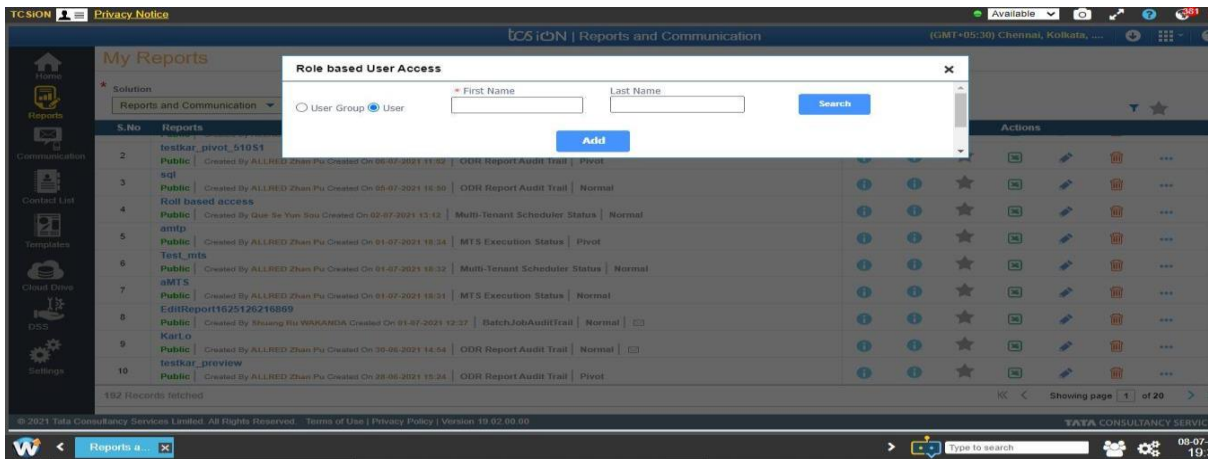 TCSiON Privacy Notice Available 381
tCSiON | Reports and Communication (GMT+05:30) Chennai, Kolkata, ....
My Reports
Home
Role based User Access ×
* Solution
Reports and Communication
User Group User * First Name Last Name Search
Add
Reports
S.No Reports Actions
Communication
2 testkar_pivot_510S1
Public | Created By ALLRED Zhan Pu Created On 06-07-2021 11:52 | ODR Report Audit Trail | Pivot
3 sql
Public | Created By ALLRED Zhan Pu Created On 05-07-2021 16:50 | ODR Report Audit Trail | Normal
Contact List
4 Roll based access
Public | Created By Que Se Yun Sou Created On 02-07-2021 13:12 | Multi-Tenant Scheduler Status | Normal
Templates
5 amtp
Public | Created By ALLRED Zhan Pu Created On 01-07-2021 18:34 | MTS Execution Status | Pivot
6 Test_mts
Public | Created By ALLRED Zhan Pu Created On 01-07-2021 18:32 | Multi-Tenant Scheduler Status | Normal
Cloud Drive
7 aMTS
Public | Created By ALLRED Zhan Pu Created On 01-07-2021 18:31 | MTS Execution Status | Normal
DSS
8 EditReport1625126216869
Public | Created By Shuang Ru WAKANDA Created On 01-07-2021 12:27 | BatchJobAuditTrail | Normal
9 KarLo
Public | Created By ALLRED Zhan Pu Created On 30-06-2021 14:54 | ODR Report Audit Trail | Normal
Settings
10 testkar_preview
Public | Created By ALLRED Zhan Pu Created On 28-06-2021 15:34 | ODR Report Audit Trail | Pivot
192 Records fetched Showing page 1 of 20
© 2021 Tata Consultancy Services Limited. All Rights Reserved. Terms of Use | Privacy Policy | Version 19.02.00.00 TATA CONSULTANCY SERVIC
Reports a... Type to search 08-07-
19: